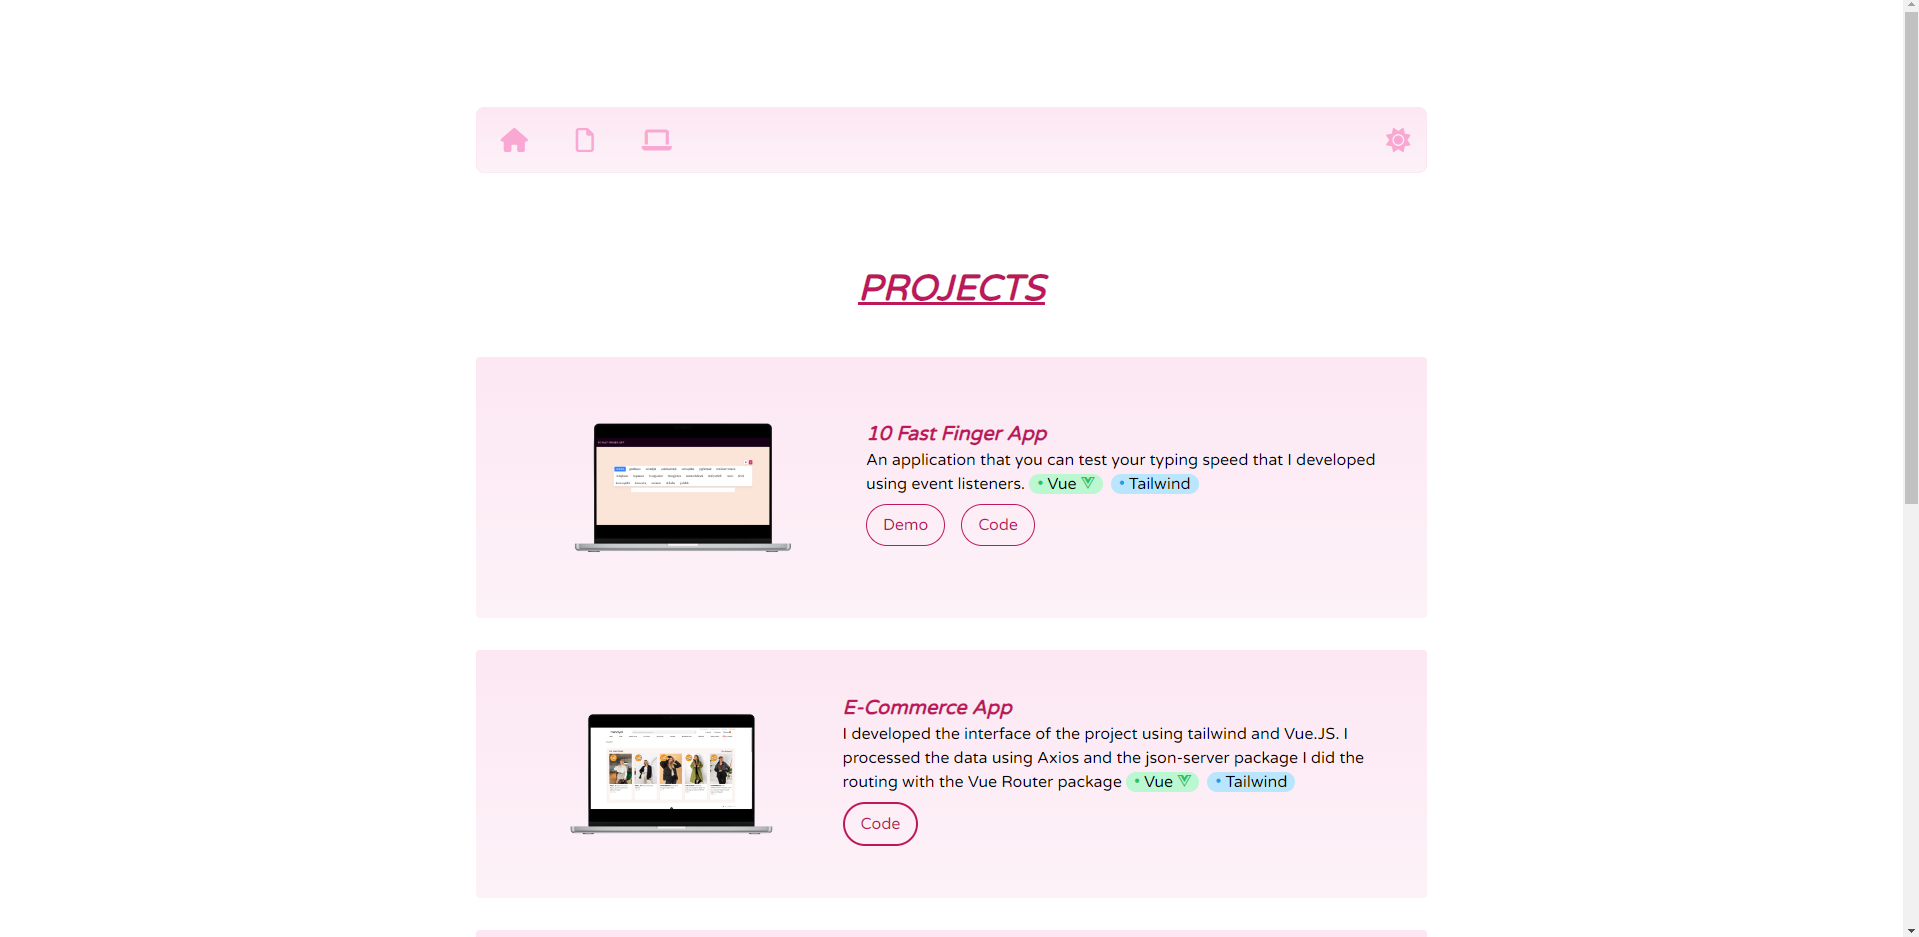 PROJECTS
10 Fast Finger App
An application that you can test your typing speed that I developed
using event listeners. • Vue • Tailwind
Demo Code
E-Commerce App
I developed the interface of the project using tailwind and Vue.JS. I
processed the data using Axios and the json-server package I did the
routing with the Vue Router package • Vue • Tailwind
Code